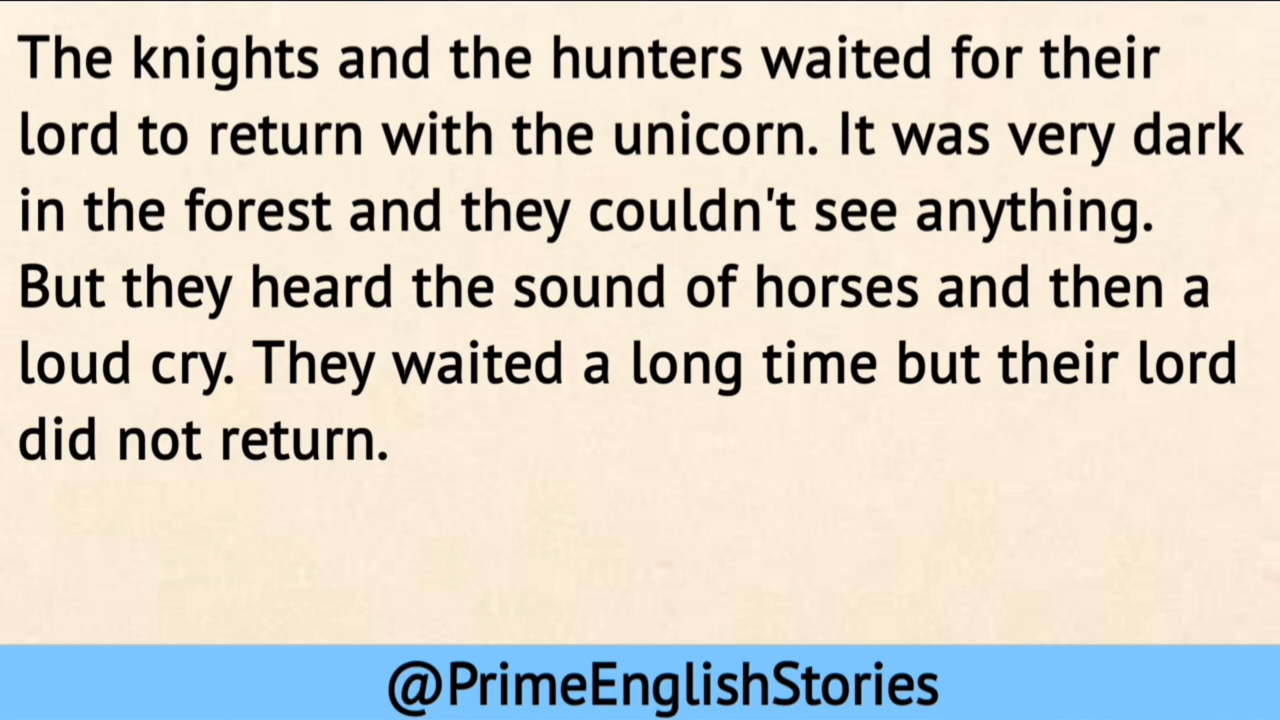 The knights and the hunters waited for their
lord to return with the unicorn. It was very dark
in the forest and they couldn't see anything.
But they heard the sound of horses and then a
loud cry. They waited a long time but their lord
did not return.
@PrimeEnglishStories